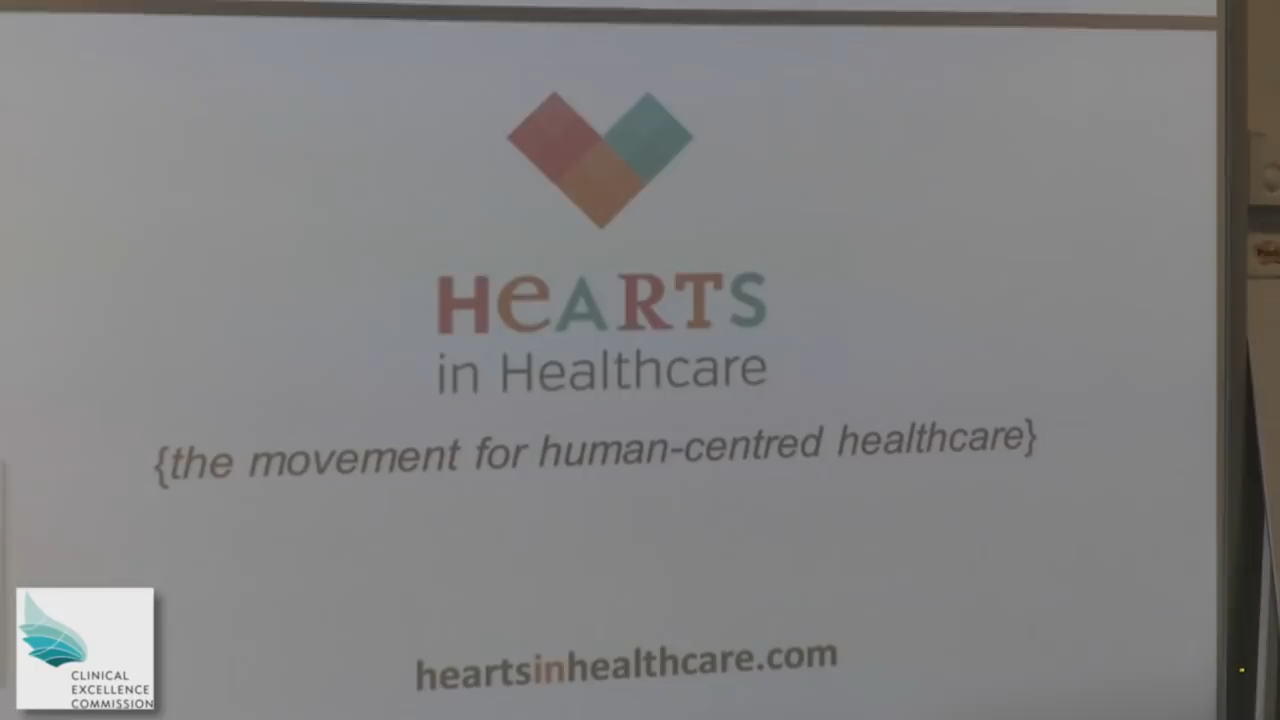 HeARTS
in Healthcare
{the movement for human-centred healthcare}
heartsinhealthcare.com
CLINICAL
EXCELLENCE
COMMISSION